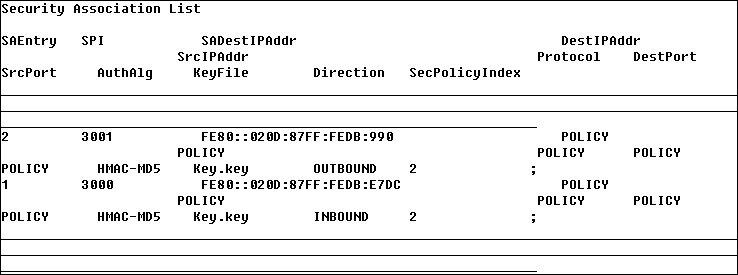 Security Association List
SAEntry SPI SADestIPAddr DestIPAddr
SrcIPAddr Protocol DestPort
SrcPort AuthAlg KeyFile Direction SecPolicyIndex
2 3001 FE80::020D:87FF:FEDB:990 POLICY
POLICY POLICY POLICY
POLICY HMAC-MD5 Key.key OUTBOUND 2 ;
1 3000 FE80::020D:87FF:FEDB:E7DC POLICY
POLICY POLICY POLICY
POLICY HMAC-MD5 Key.key INBOUND 2 ;